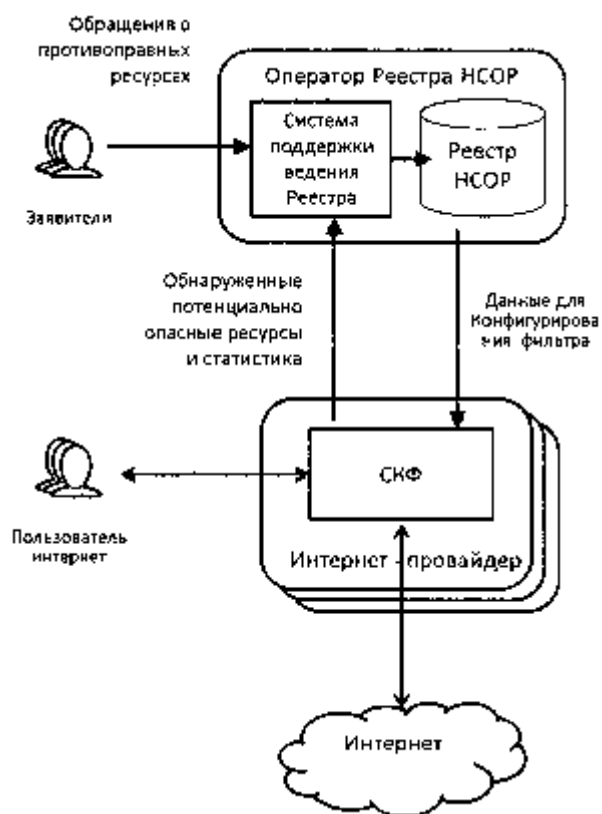 Обращения о
противоправных
ресурсах
Оператор Реестра НСОР
Система
поддержки
ведения
Реестра
Реестр
НСОР
Заявители
Обнаруженные
потенциально
опасные ресурсы
и статистика
Данные для
Конфигурирова
ния фильтра
СКФ
Пользователь
интернет
Интернет - провайдер
Интернет